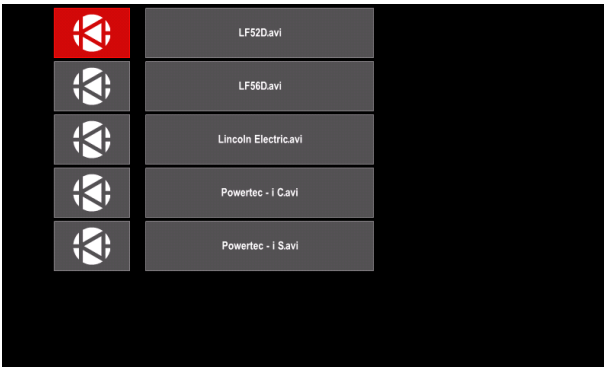 LF52D.avi
LF56D.avi
Lincoln Electric.avi
Powertec - i C.avi
Powertec - i S.avi